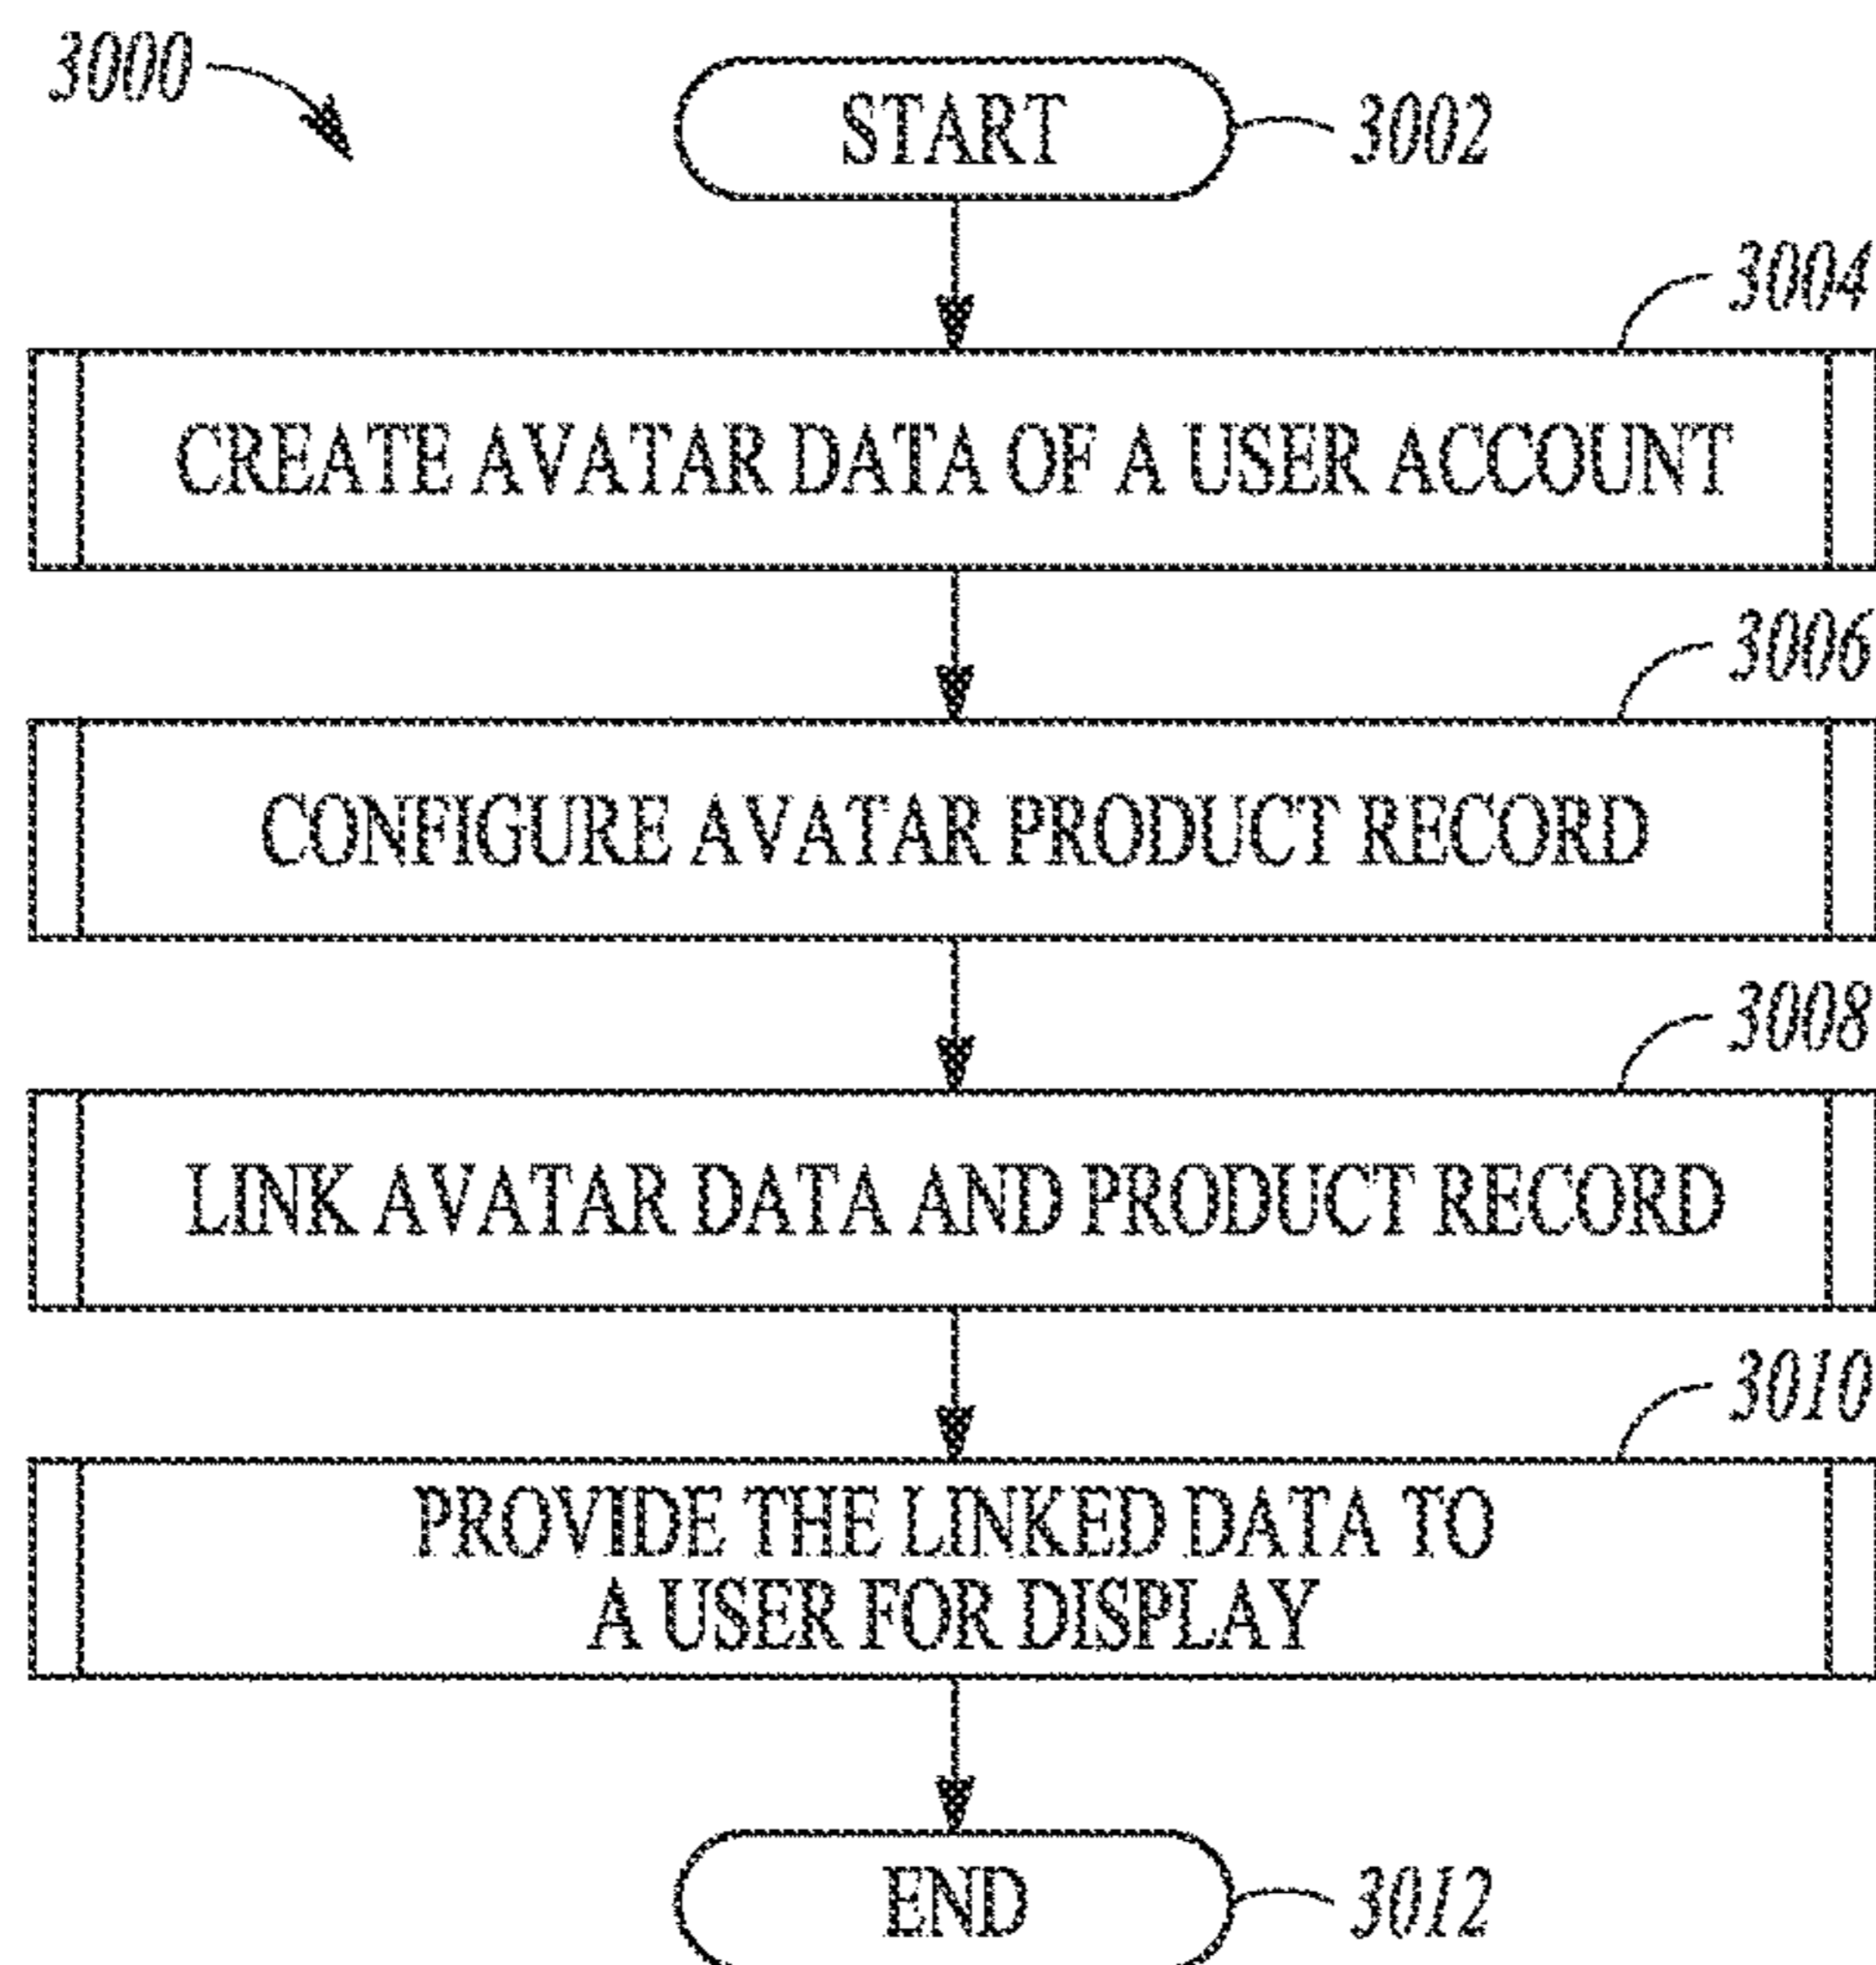 3000
START
3002
3004
CREATE AVATAR DATA OF A USER ACCOUNT
3006
CONFIGURE AVATAR PRODUCT RECORD
3008
LINK AVATAR DATA AND PRODUCT RECORD
3010
PROVIDE THE LINKED DATA TO
A USER FOR DISPLAY
END
3012